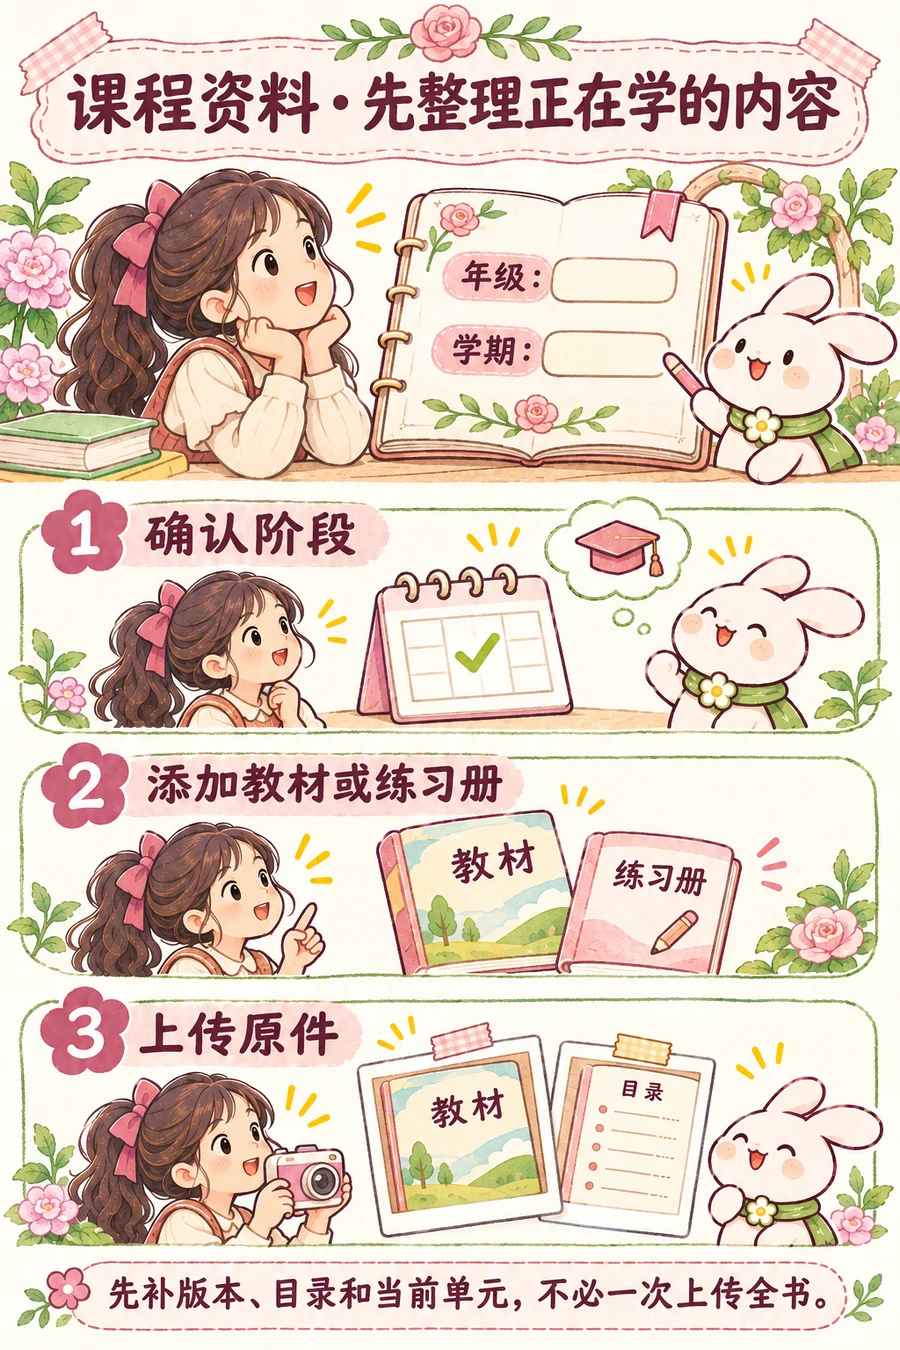 课程资料·先整理正在学的内容
年级：
学期：
1 确认阶段
2 添加教材或练习册
教材
练习册
3 上传原件
教材
目录
先补版本、目录和当前单元，不必一次上传全书。